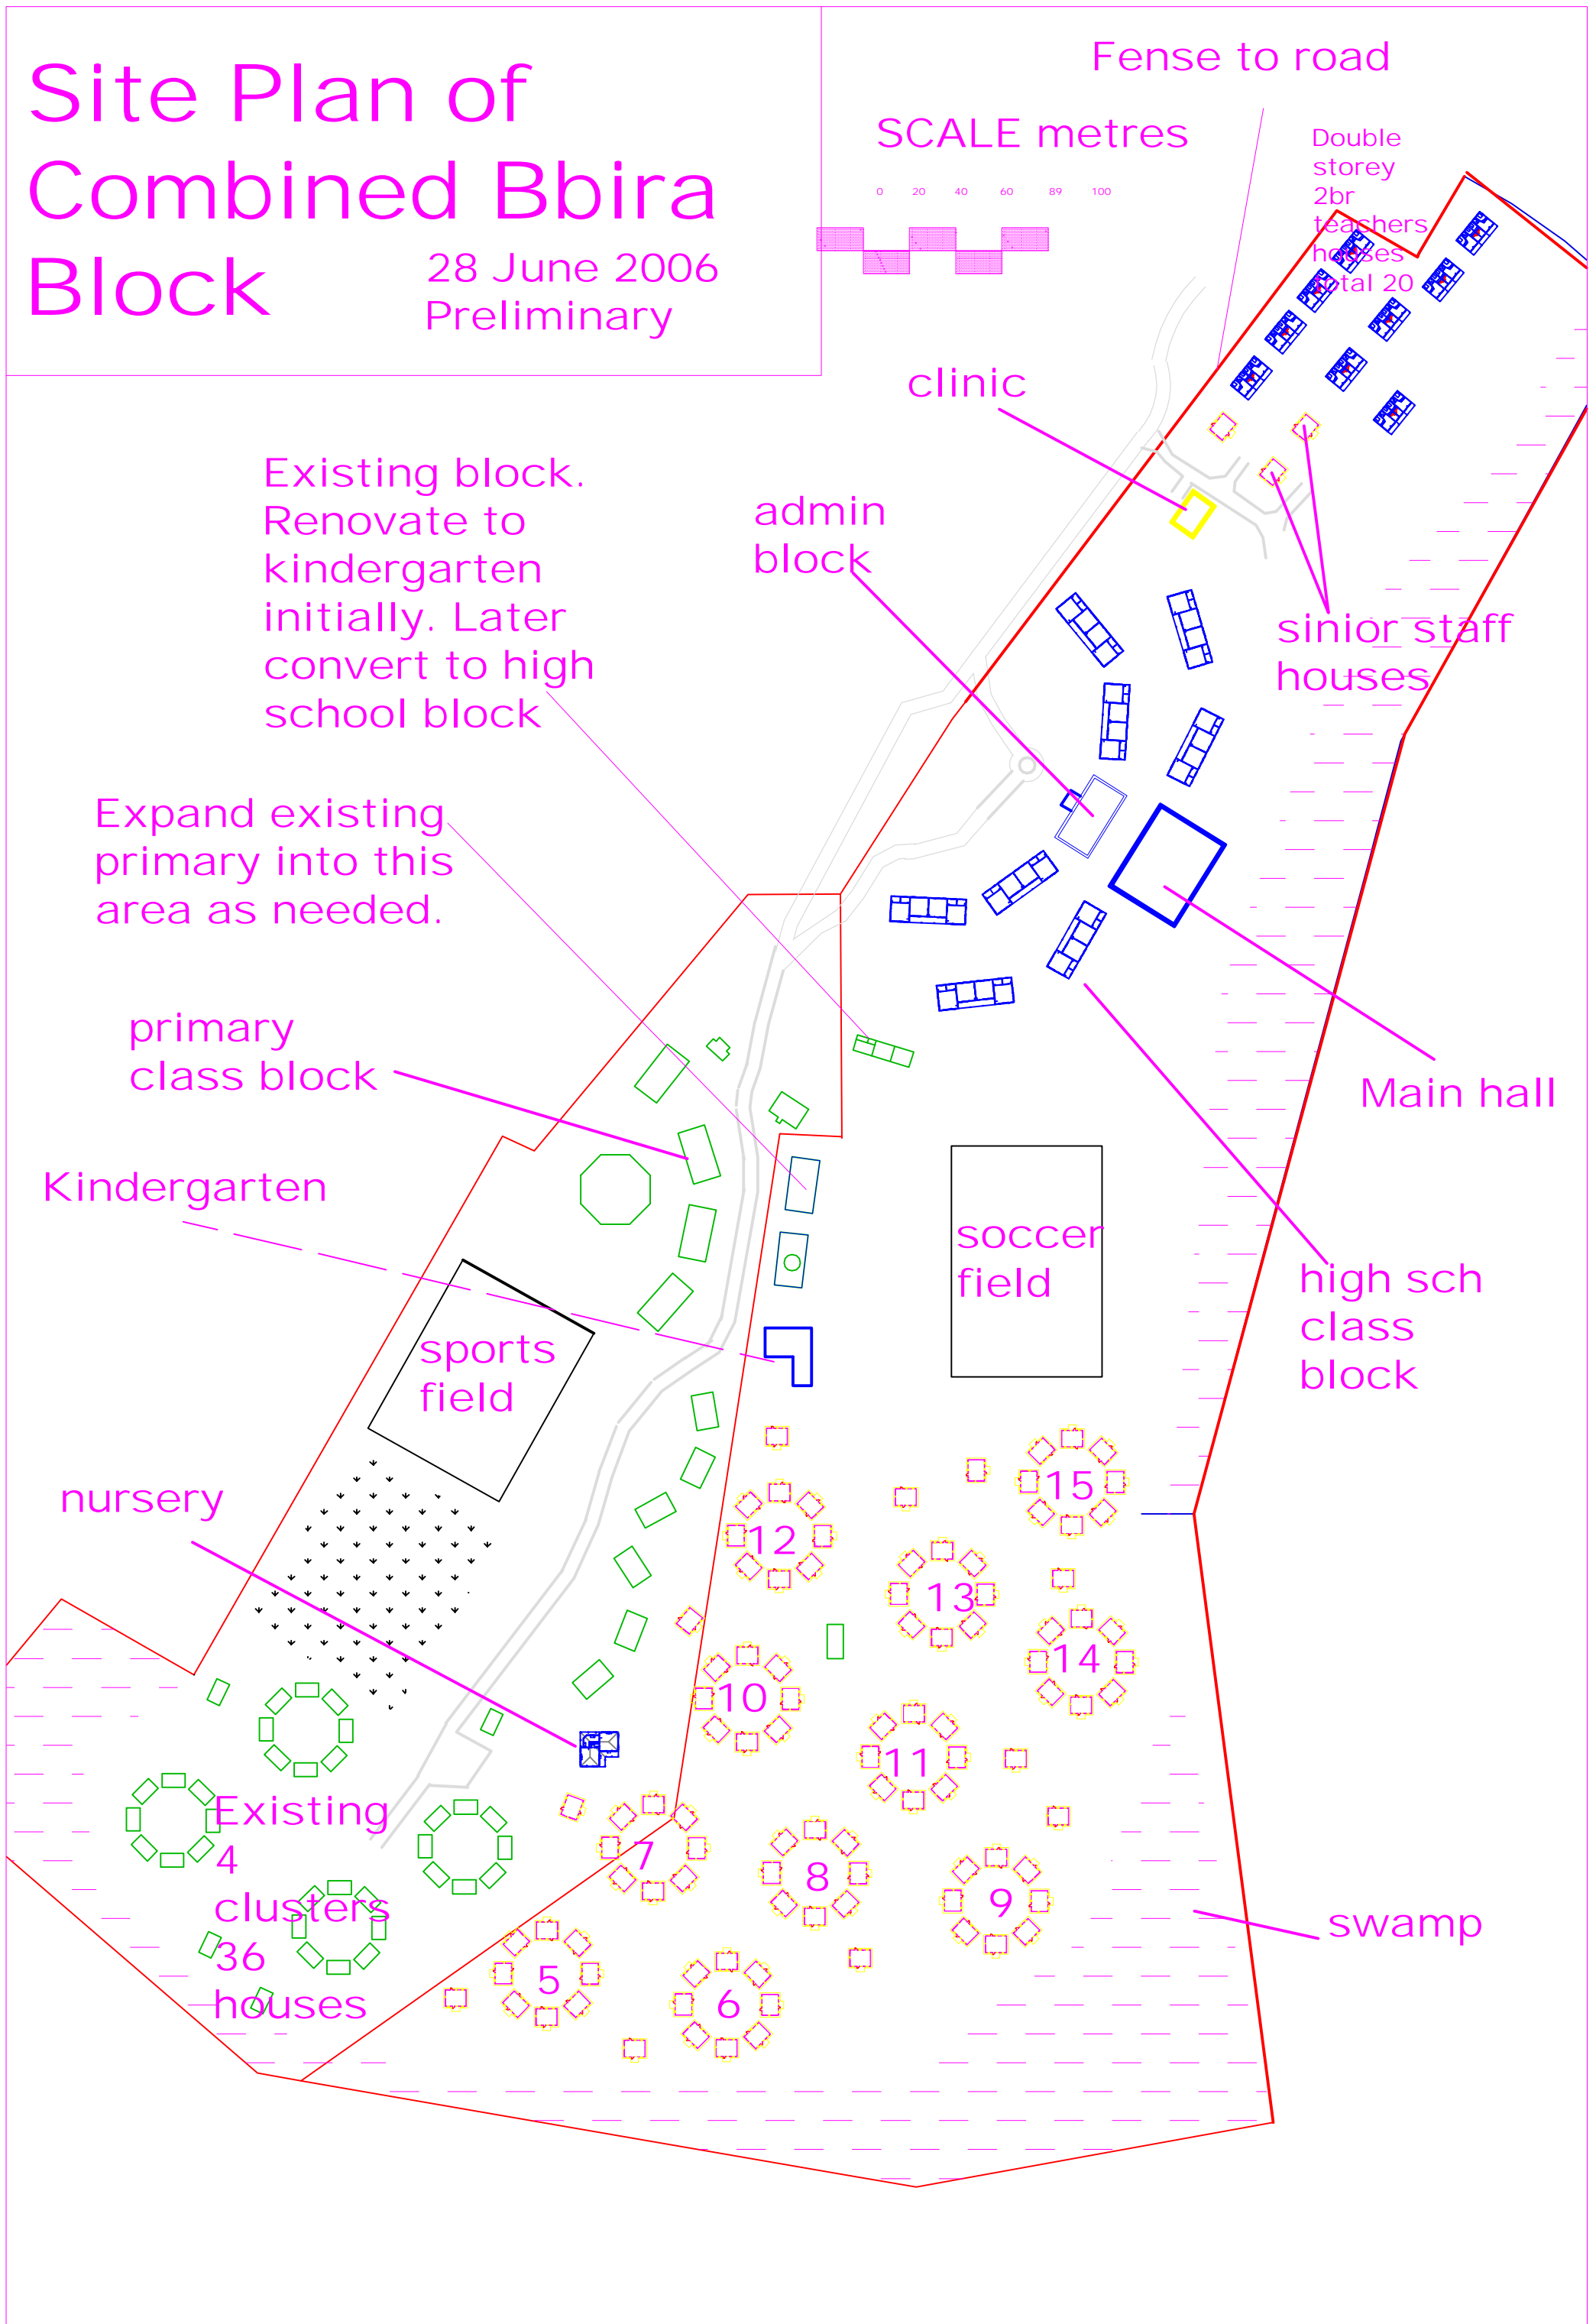 Site Plan of
Combined Bbira
Block
28 June 2006
Preliminary
Fense to road
SCALE metres
0 20 40 60 89 100
Double
storey
2br
teachers
houses
total 20
clinic
Existing block.
Renovate to
kindergarten
initially. Later
convert to high
school block
admin
block
sinior staff
houses
Expand existing
primary into this
area as needed.
primary
class block
Main hall
Kindergarten
soccer
field
high sch
class
block
sports
field
nursery
15
12
13
14
10
11
Existing
4
clusters
36
houses
7
8
9
swamp
5
6